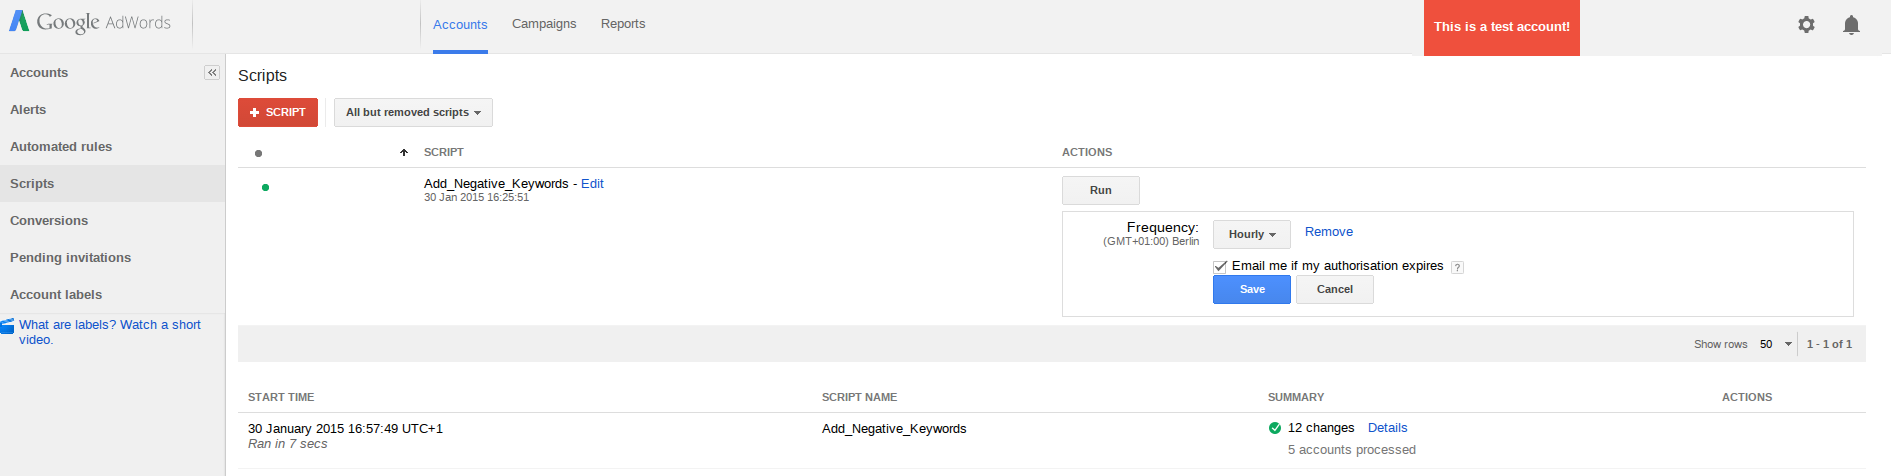 Google AdWords
Accounts
Campaigns
Reports
This is a test account!
Accounts
Alerts
Automated rules
Scripts
Conversions
Pending invitations
Account labels
What are labels? Watch a short
video.
Scripts
SCRIPT
All but removed scripts
SCRIPT
ACTIONS
Add_Negative_Keywords - Edit
30 Jan 2015 16:25:51
Run
Frequency:
(GMT+01:00) Berlin
Hourly
Remove
Email me if my authorisation expires ?
Save
Cancel
Show rows 50 1 - 1 of 1
START TIME
SCRIPT NAME
SUMMARY
ACTIONS
30 January 2015 16:57:49 UTC+1
Ran in 7 secs
Add_Negative_Keywords
12 changes Details
5 accounts processed